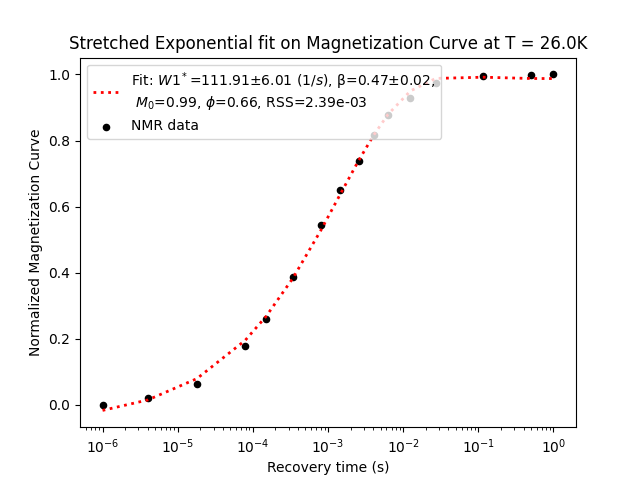 Stretched Exponential fit on Magnetization Curve at T = 26.0K
Fit: W1*=111.91±6.01 (1/s), β=0.47±0.02,
M₀=0.99, ϕ=0.66, RSS=2.39e-03
NMR data
Normalized Magnetization Curve
1.0
0.8
0.6
0.4
0.2
0.0
10⁻⁶ 10⁻⁵ 10⁻⁴ 10⁻³ 10⁻² 10⁻¹ 10⁰
Recovery time (s)